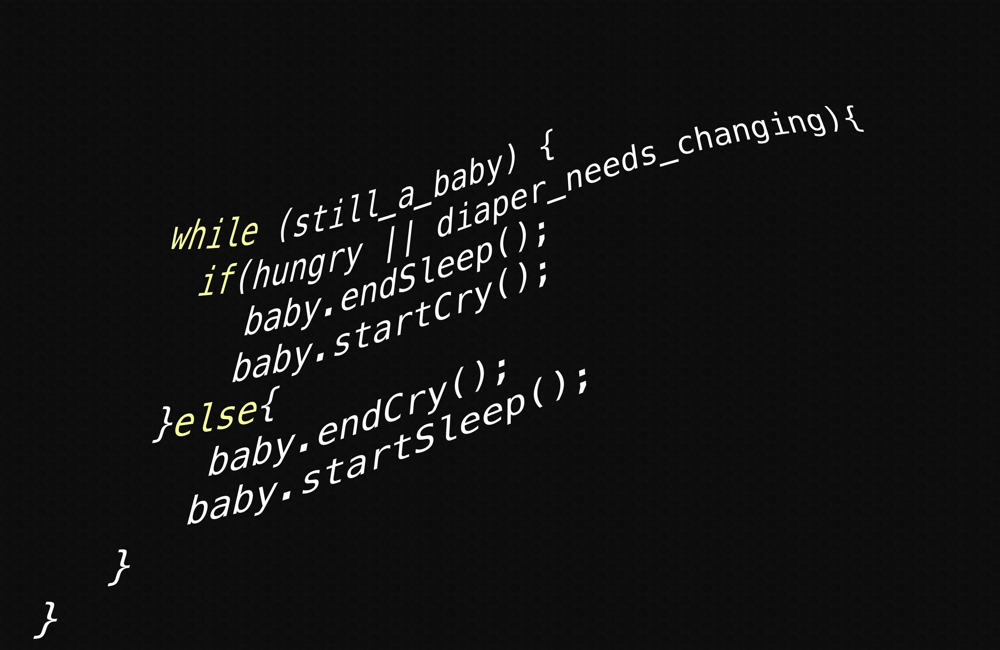 while (still_a_baby) {
if(hungry || diaper_needs_changing){
baby.endSleep();
baby.startCry();
}else{
baby.endCry();
baby.startSleep();
}
}